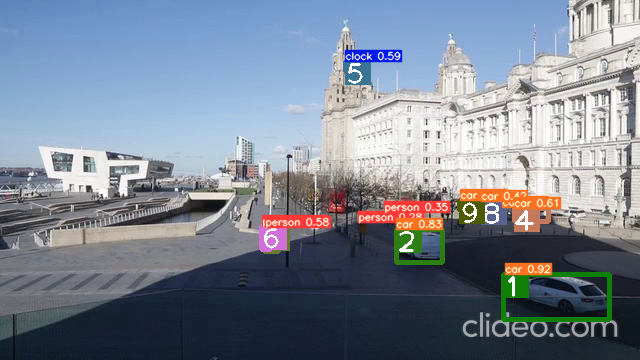 clock 0.59
5
person 0.58
6
person 0.28
person 0.35
car 0.83
2
car
car 0.42
9
8
car 0.61
4
car 0.92
1
clideo.com